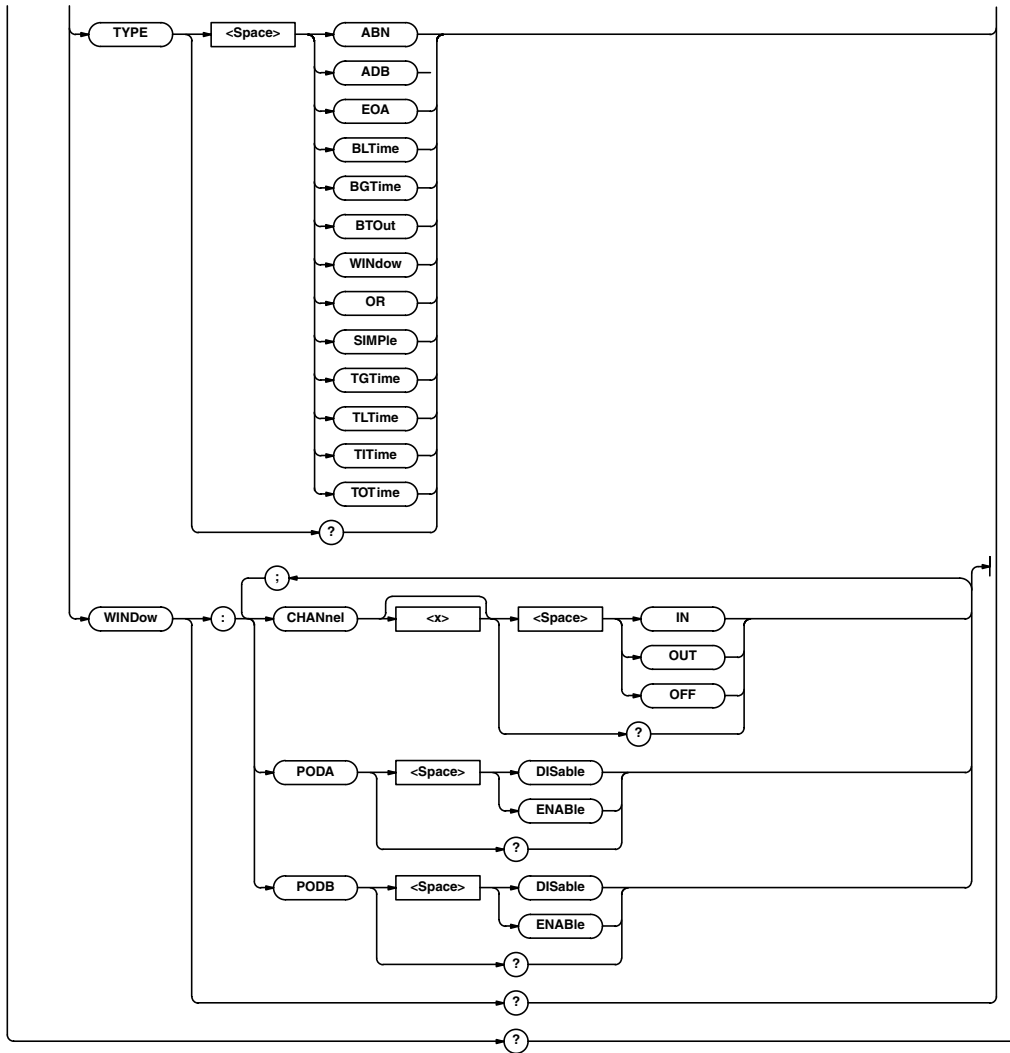 TYPE <Space> ABN
ADB
EOA
BLTime
BGTime
BTOut
WINdow
OR
SIMPle
TGTime
TLTime
TITime
TOTime
?
;
WINDow : CHANnel <x> <Space> IN
OUT
OFF
?
PODA <Space> DISable
ENABle
?
PODB <Space> DISable
ENABle
?
?
?